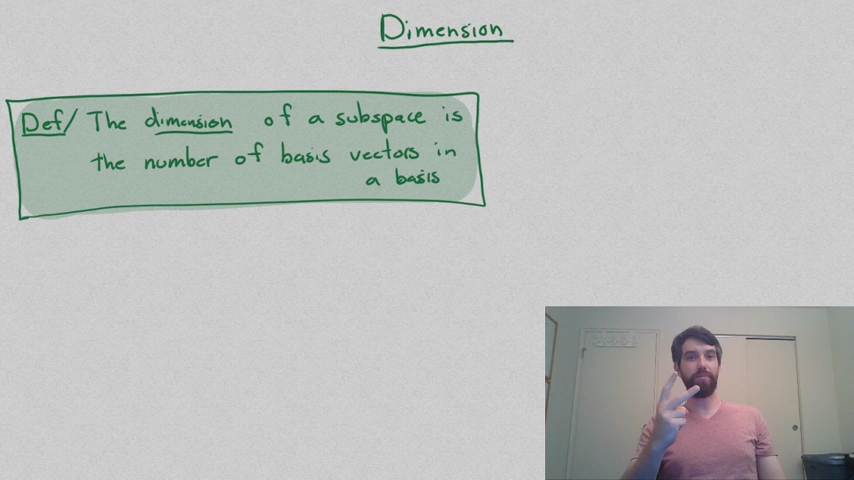 Dimension
Def/ The dimension of a subspace is
the number of basis vectors in
a basis